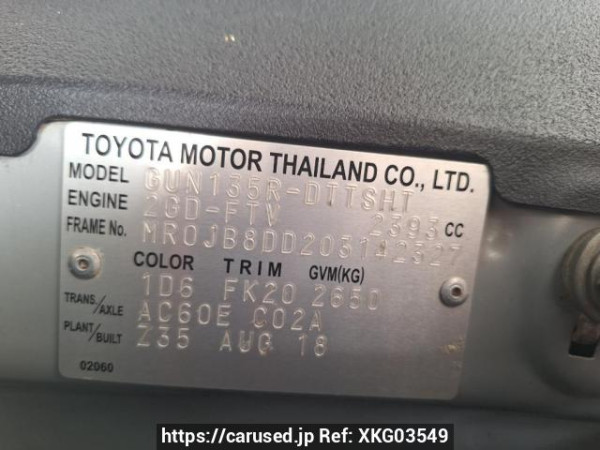 TOYOTA MOTOR THAILAND CO., LTD.
MODEL GUN135R-DTTSHT
ENGINE 2GD-FTV 2393 CC
FRAME No. MR0JB8DD203142327
COLOR TRIM GVM(KG)
1D6 FK20 2650
TRANS./AXLE AC60E C02A
PLANT/BUILT Z35 AUG 18
02060
https://carused.jp Ref: XKG03549